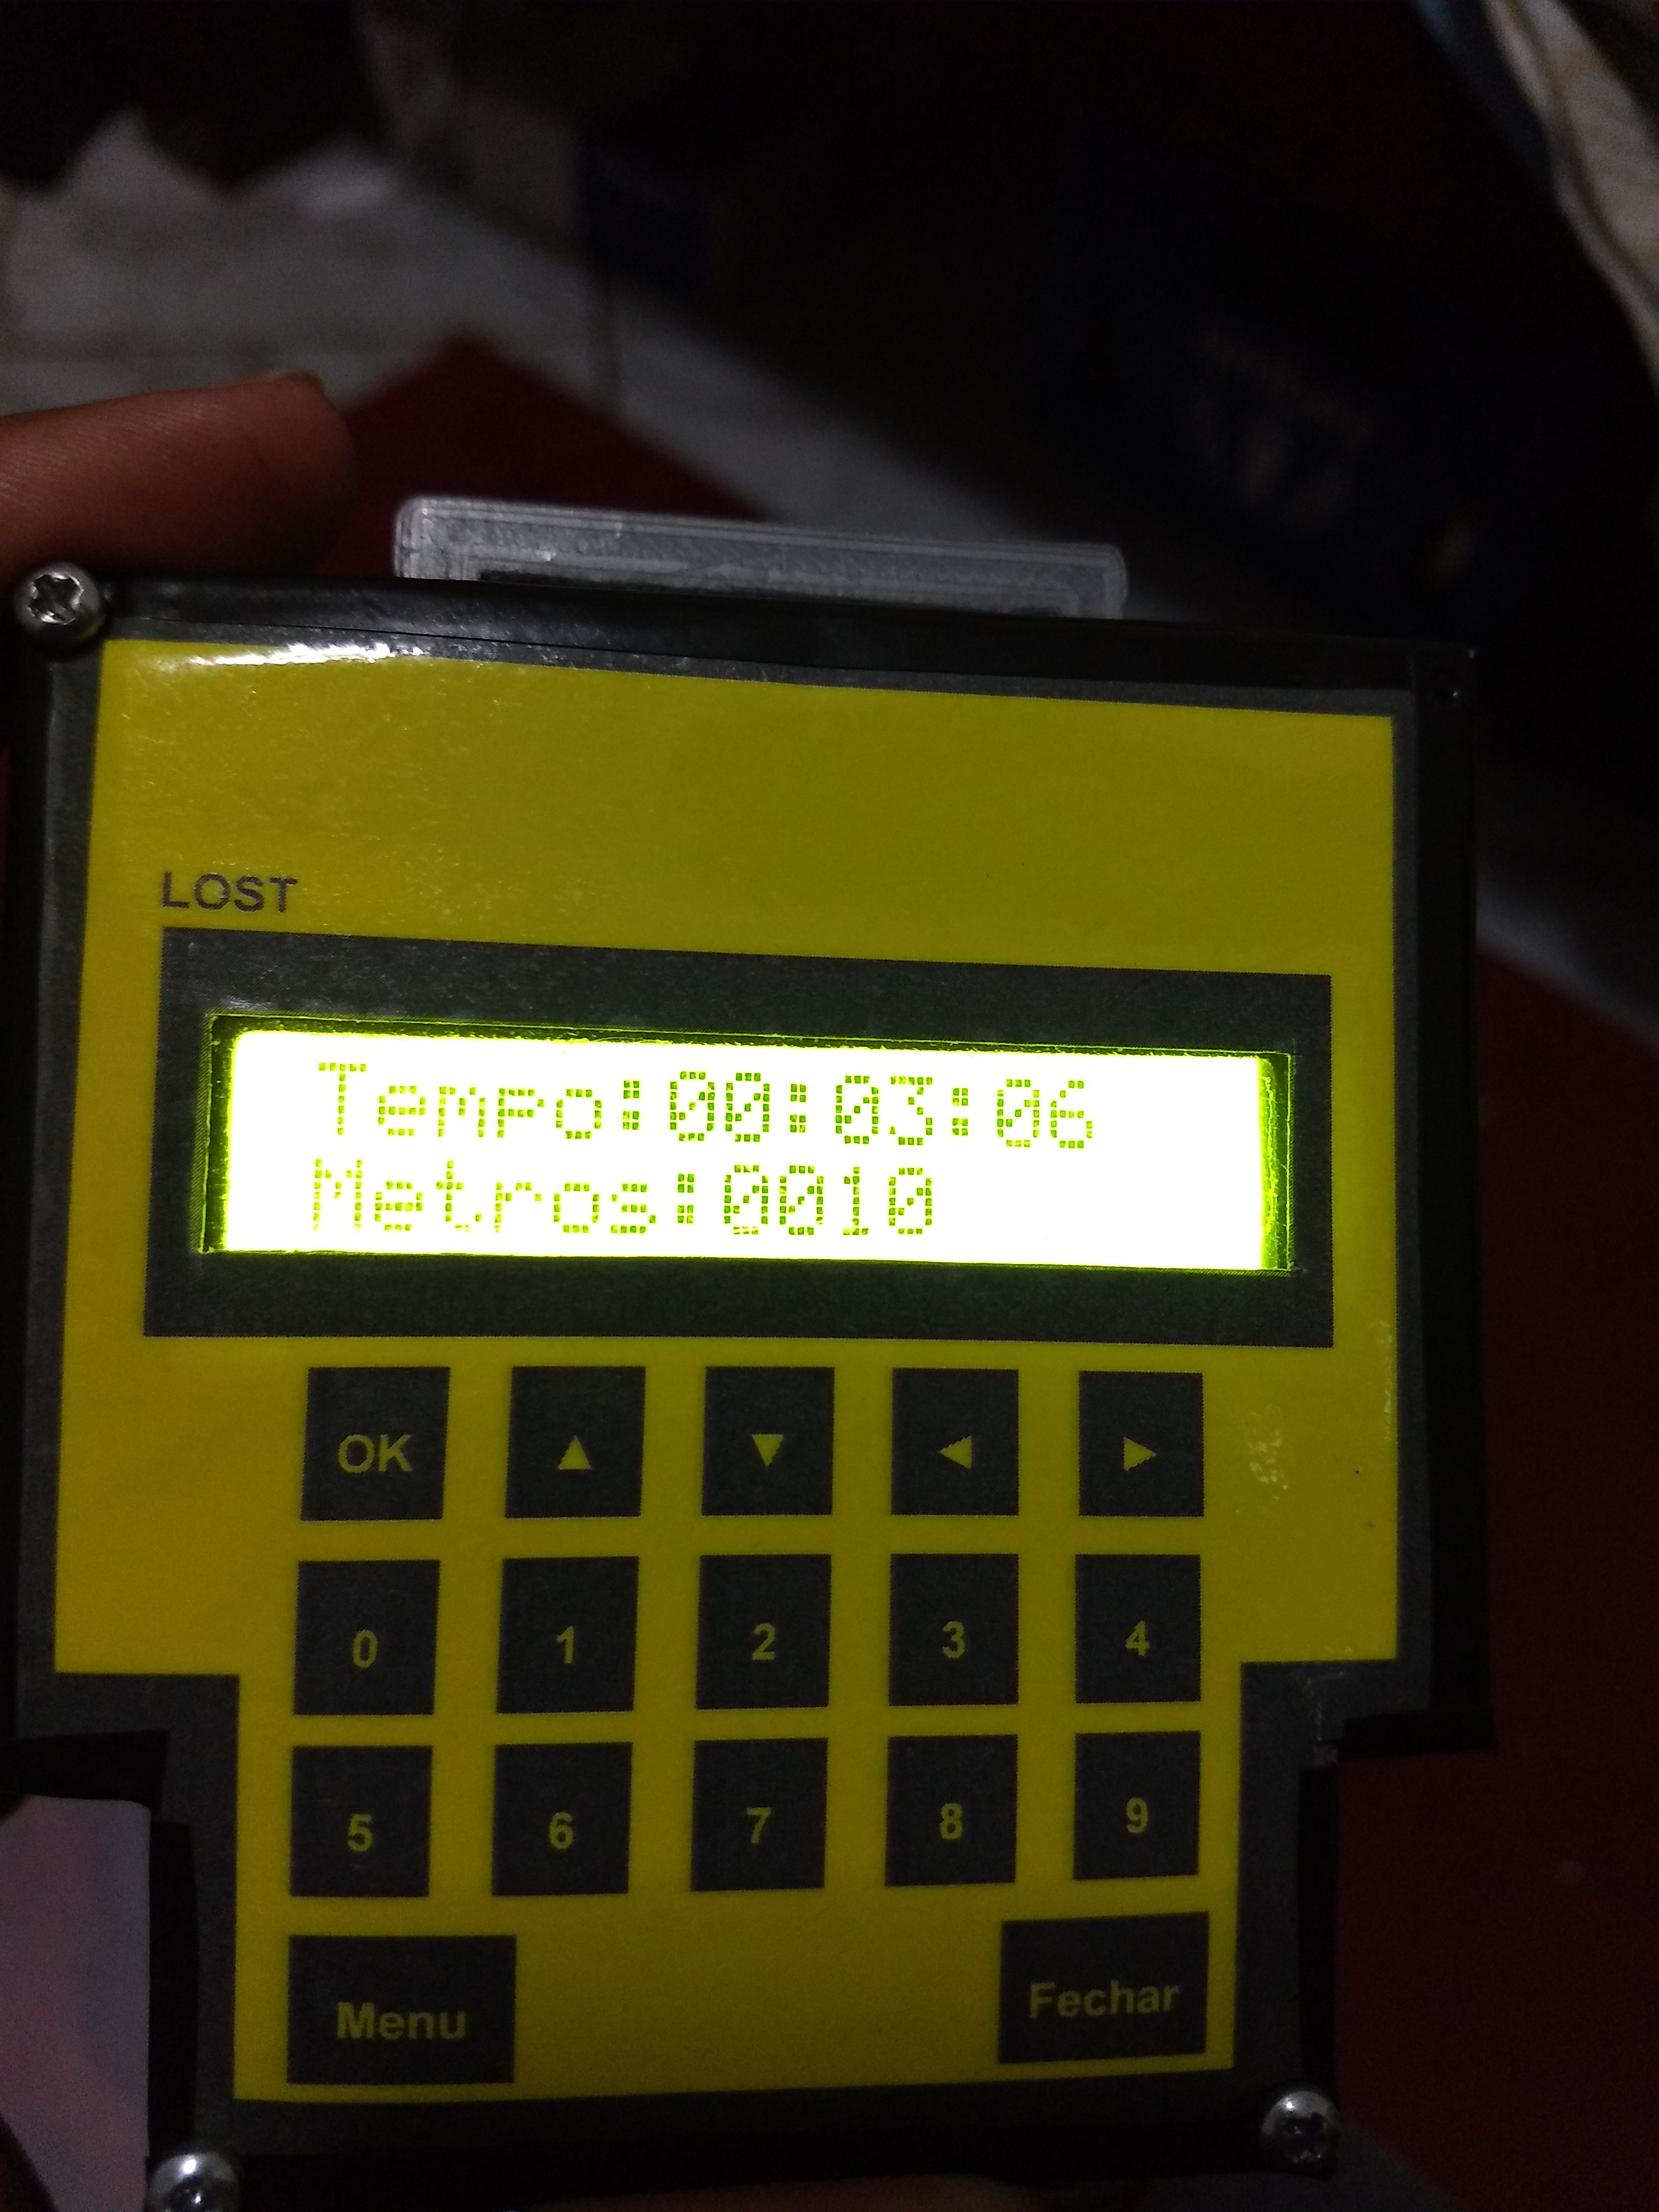 LOST
Tempo:00:03:06
Metros:0010
OK ▲ ▼ ◀ ▶
0 1 2 3 4
5 6 7 8 9
Menu Fechar